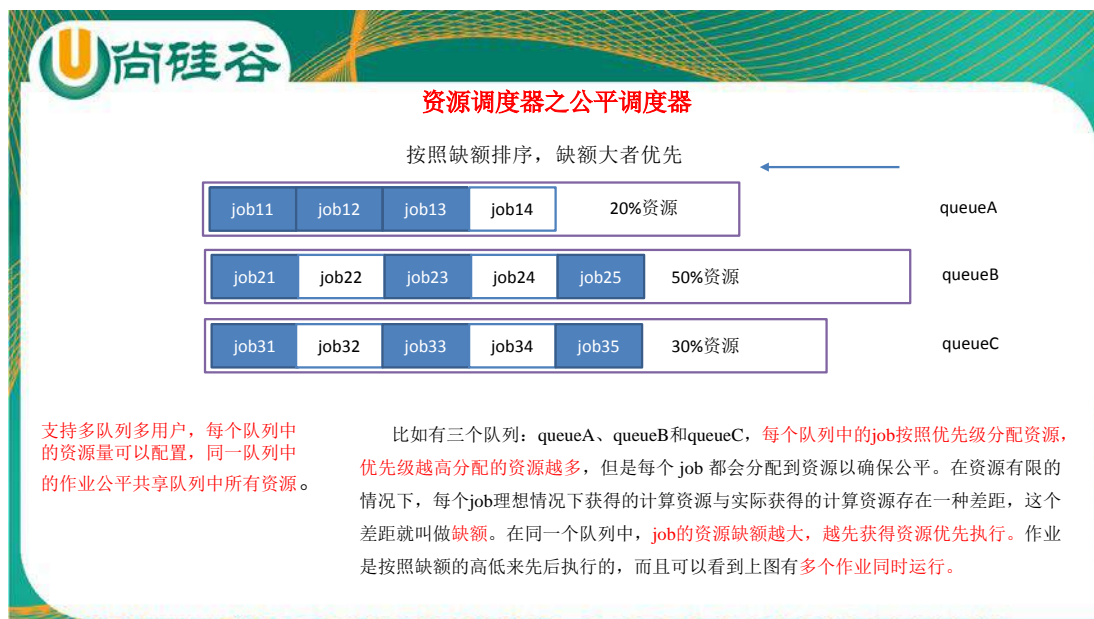 尚硅谷
资源调度器之公平调度器
按照缺额排序，缺额大者优先
job11 job12 job13 job14 20%资源 queueA
job21 job22 job23 job24 job25 50%资源 queueB
job31 job32 job33 job34 job35 30%资源 queueC
支持多队列多用户，每个队列中
的资源量可以配置，同一队列中
的作业公平共享队列中所有资源。
比如有三个队列：queueA、queueB和queueC，每个队列中的job按照优先级分配资源，
优先级越高分配的资源越多，但是每个 job 都会分配到资源以确保公平。在资源有限的
情况下，每个job理想情况下获得的计算资源与实际获得的计算资源存在一种差距，这个
差距就叫做缺额。在同一个队列中，job的资源缺额越大，越先获得资源优先执行。作业
是按照缺额的高低来先后执行的，而且可以看到上图有多个作业同时运行。